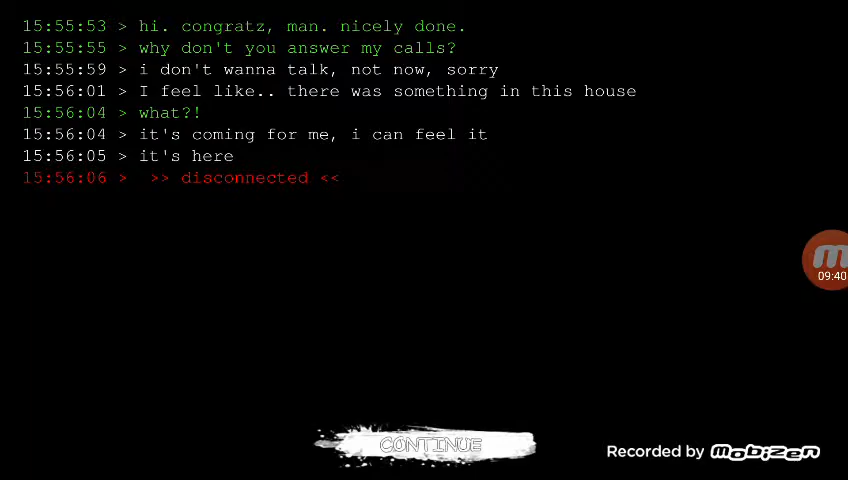 15:55:53 > hi. congratz, man. nicely done.
15:55:55 > why don't you answer my calls?
15:55:59 > i don't wanna talk, not now, sorry
15:56:01 > I feel like.. there was something in this house
15:56:04 > what?!
15:56:04 > it's coming for me, i can feel it
15:56:05 > it's here
15:56:06 > >> disconnected <<
m
09:40
CONTINUE
Recorded by mobizen